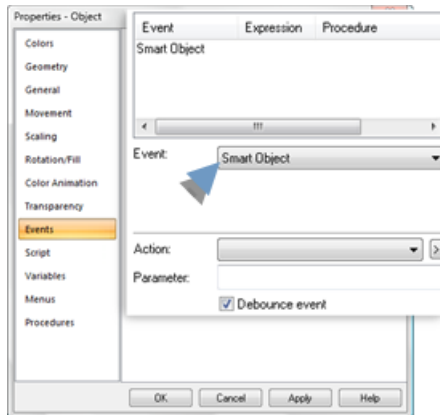 Properties - Object
Colors
Geometry
General
Movement
Scaling
Rotation/Fill
Color Animation
Transparency
Events
Script
Variables
Menus
Procedures
Event Expression Procedure
Smart Object
Event: Smart Object
Action:
Parameter:
Debounce event
OK Cancel Apply Help